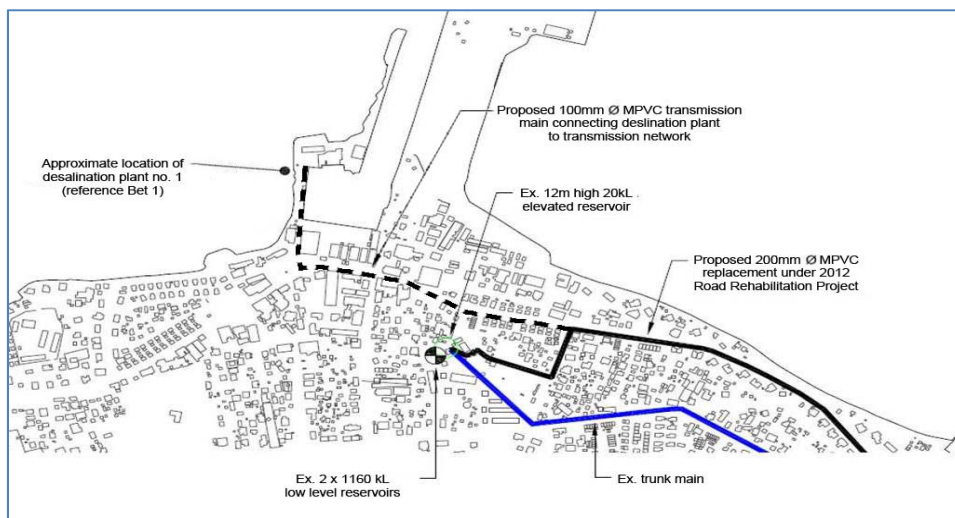 Proposed 100mm Ø MPVC transmission
main connecting deslination plant
to transmission network
Approximate location of
desalination plant no. 1
(reference Bet 1)
Ex. 12m high 20kL
elevated reservoir
Proposed 200mm Ø MPVC
replacement under 2012
Road Rehabilitation Project
Ex. 2 x 1160 kL
low level reservoirs
Ex. trunk main